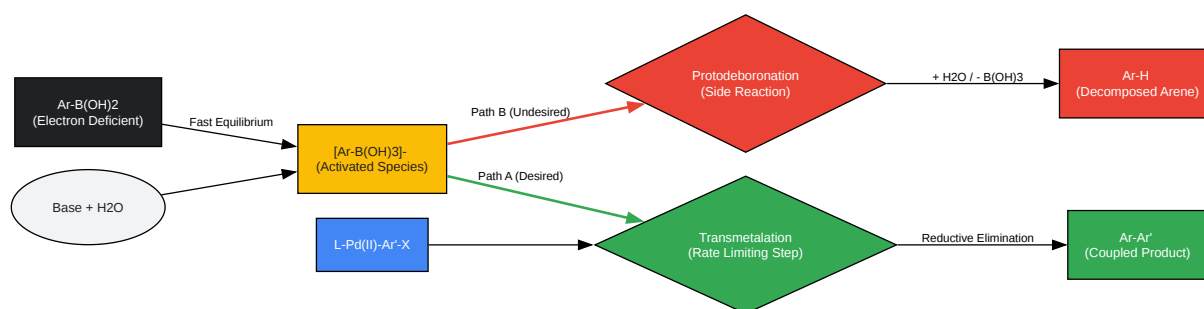 Ar-B(OH)2
(Electron Deficient)
Fast Equilibrium
Base + H2O
[Ar-B(OH)3]-
(Activated Species)
Path B (Undesired)
Protodeboronation
(Side Reaction)
+ H2O / - B(OH)3
Ar-H
(Decomposed Arene)
Path A (Desired)
L-Pd(II)-Ar'-X
Transmetalation
(Rate Limiting Step)
Reductive Elimination
Ar-Ar'
(Coupled Product)